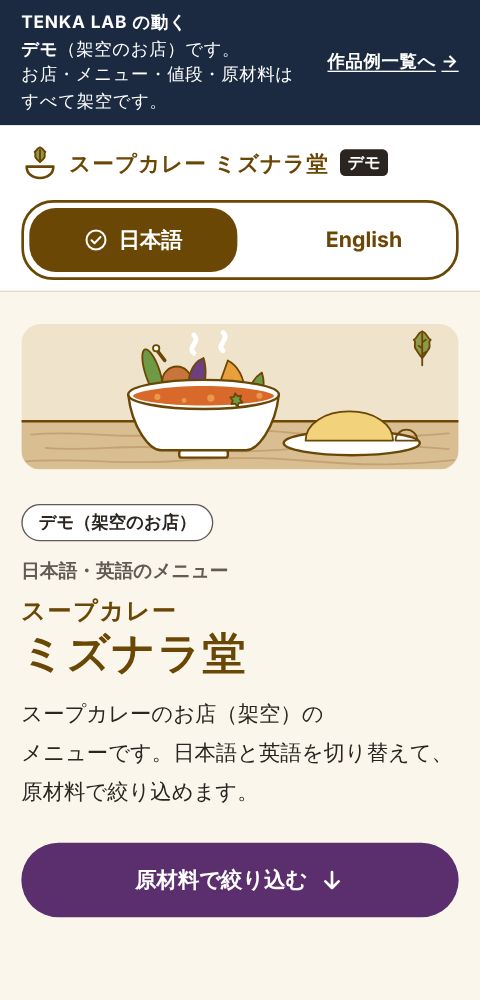 TENKA LAB の動く
デモ（架空のお店）です。
お店・メニュー・値段・原材料は
すべて架空です。
作品例一覧へ →
スープカレー ミズナラ堂 デモ
日本語
English
デモ（架空のお店）
日本語・英語のメニュー
スープカレー
ミズナラ堂
スープカレーのお店（架空）の
メニューです。日本語と英語を切り替えて、
原材料で絞り込めます。
原材料で絞り込む ↓